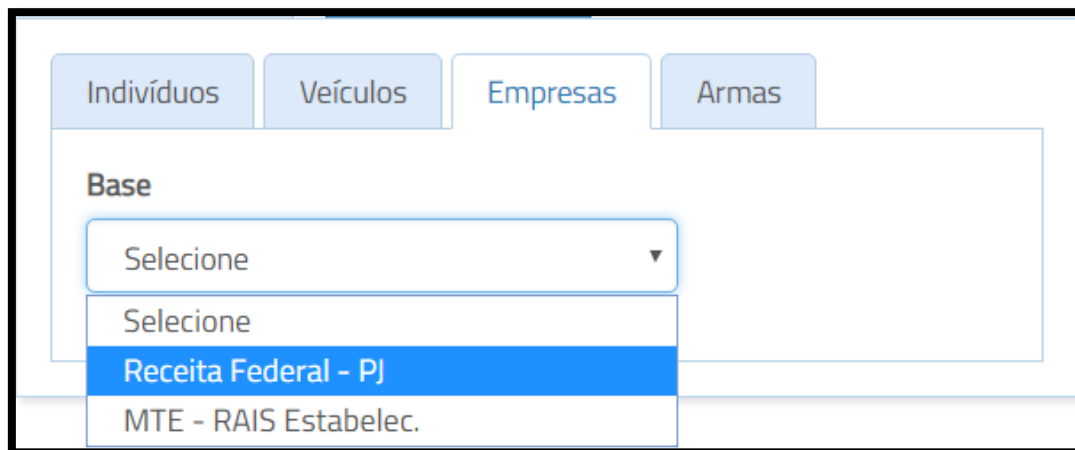 Indivíduos Veículos Empresas Armas
Base
Selecione
Selecione
Receita Federal - PJ
MTE - RAIS Estabelec.